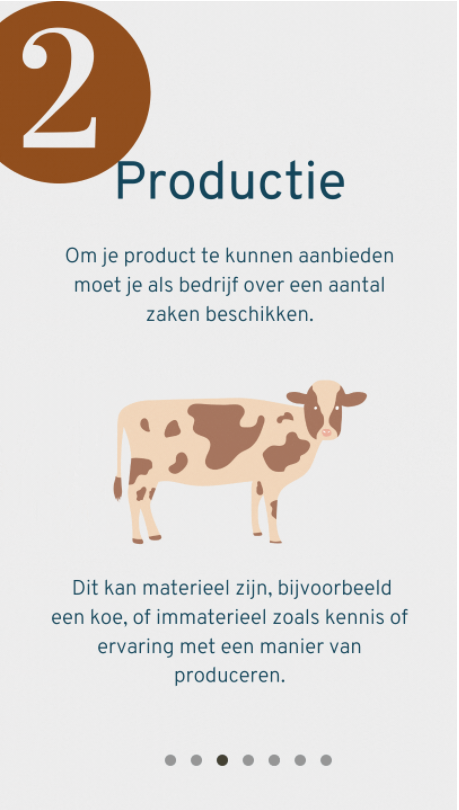 2
Productie
Om je product te kunnen aanbieden
moet je als bedrijf over een aantal
zaken beschikken.
Dit kan materieel zijn, bijvoorbeeld
een koe, of immaterieel zoals kennis of
ervaring met een manier van
produceren.